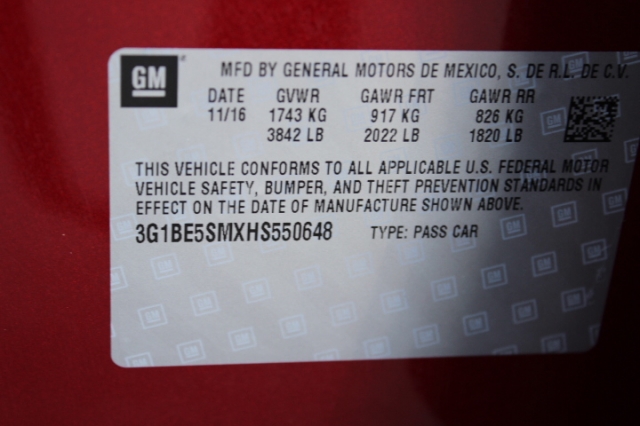 GM MFD BY GENERAL MOTORS DE MEXICO, S. DE R.L. DE C.V.
DATE GVWR GAWR FRT GAWR RR
11/16 1743 KG 917 KG 826 KG
3842 LB 2022 LB 1820 LB
THIS VEHICLE CONFORMS TO ALL APPLICABLE U.S. FEDERAL MOTOR
VEHICLE SAFETY, BUMPER, AND THEFT PREVENTION STANDARDS IN
EFFECT ON THE DATE OF MANUFACTURE SHOWN ABOVE.
3G1BE5SMXHS550648 TYPE: PASS CAR